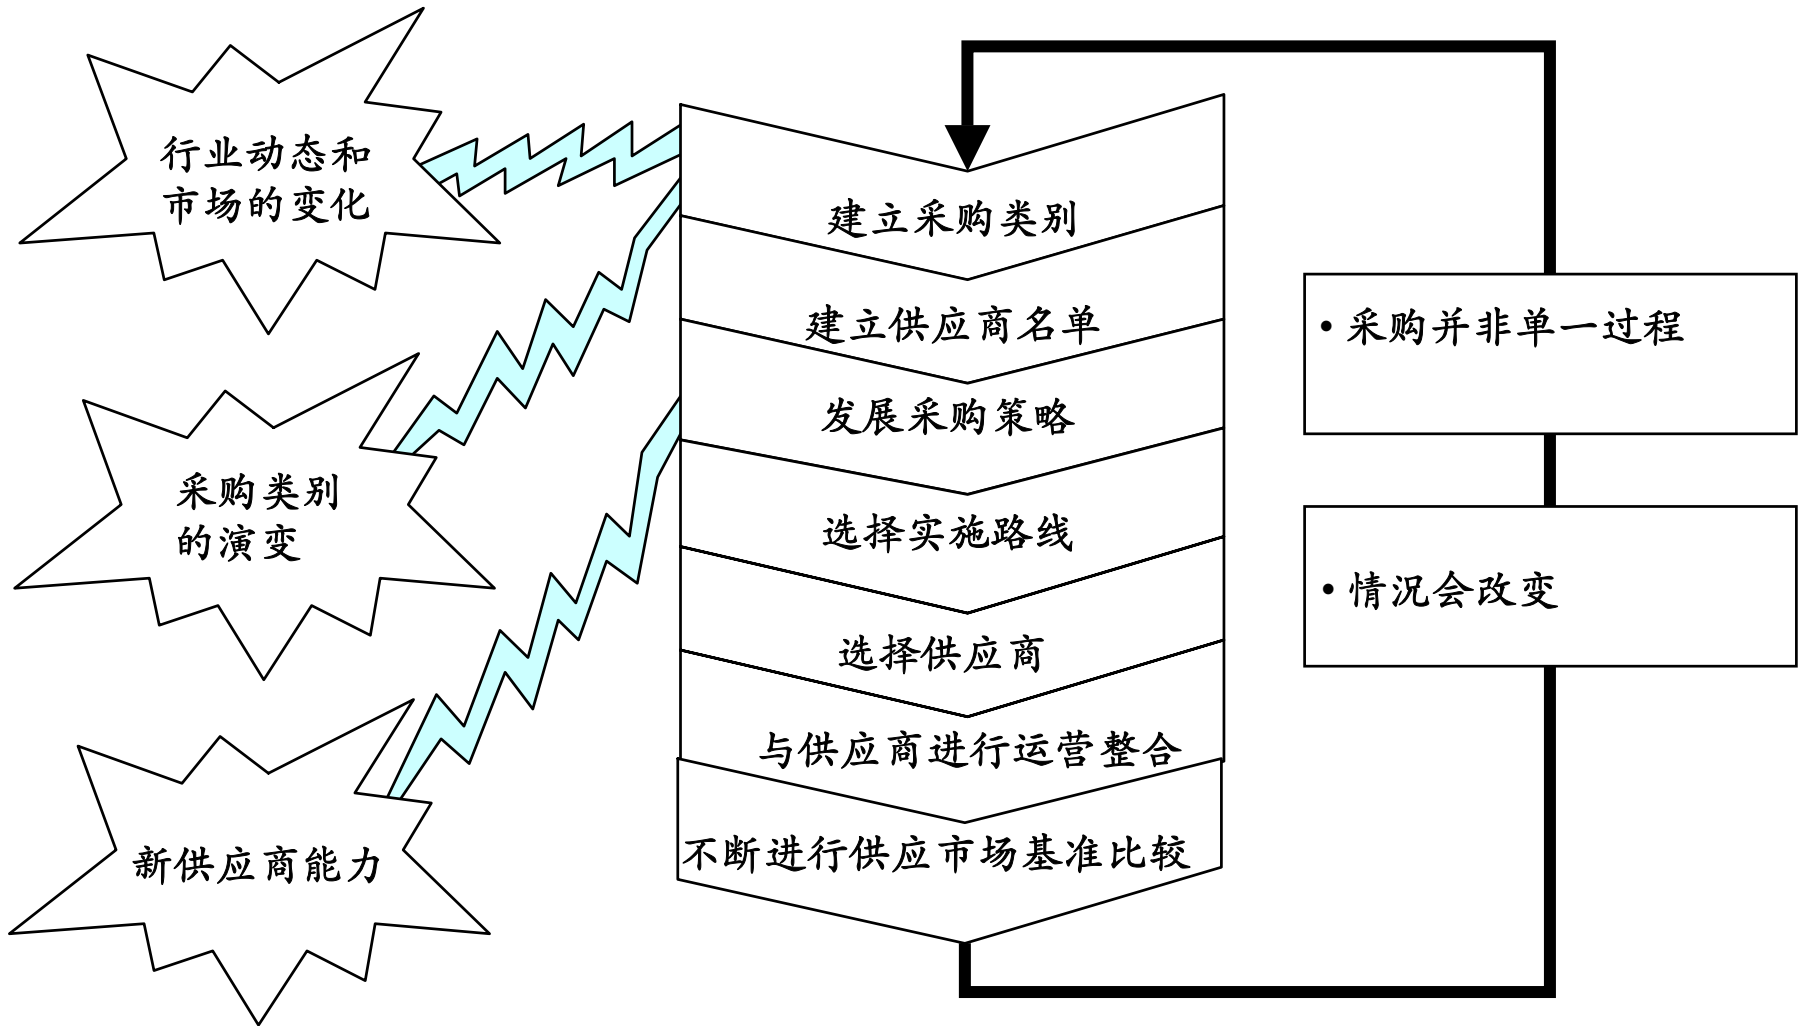 行业动态和
市场的变化
采购类别
的演变
新供应商能力
建立采购类别
建立供应商名单
发展采购策略
选择实施路线
选择供应商
与供应商进行运营整合
不断进行供应市场基准比较
• 采购并非单一过程
• 情况会改变